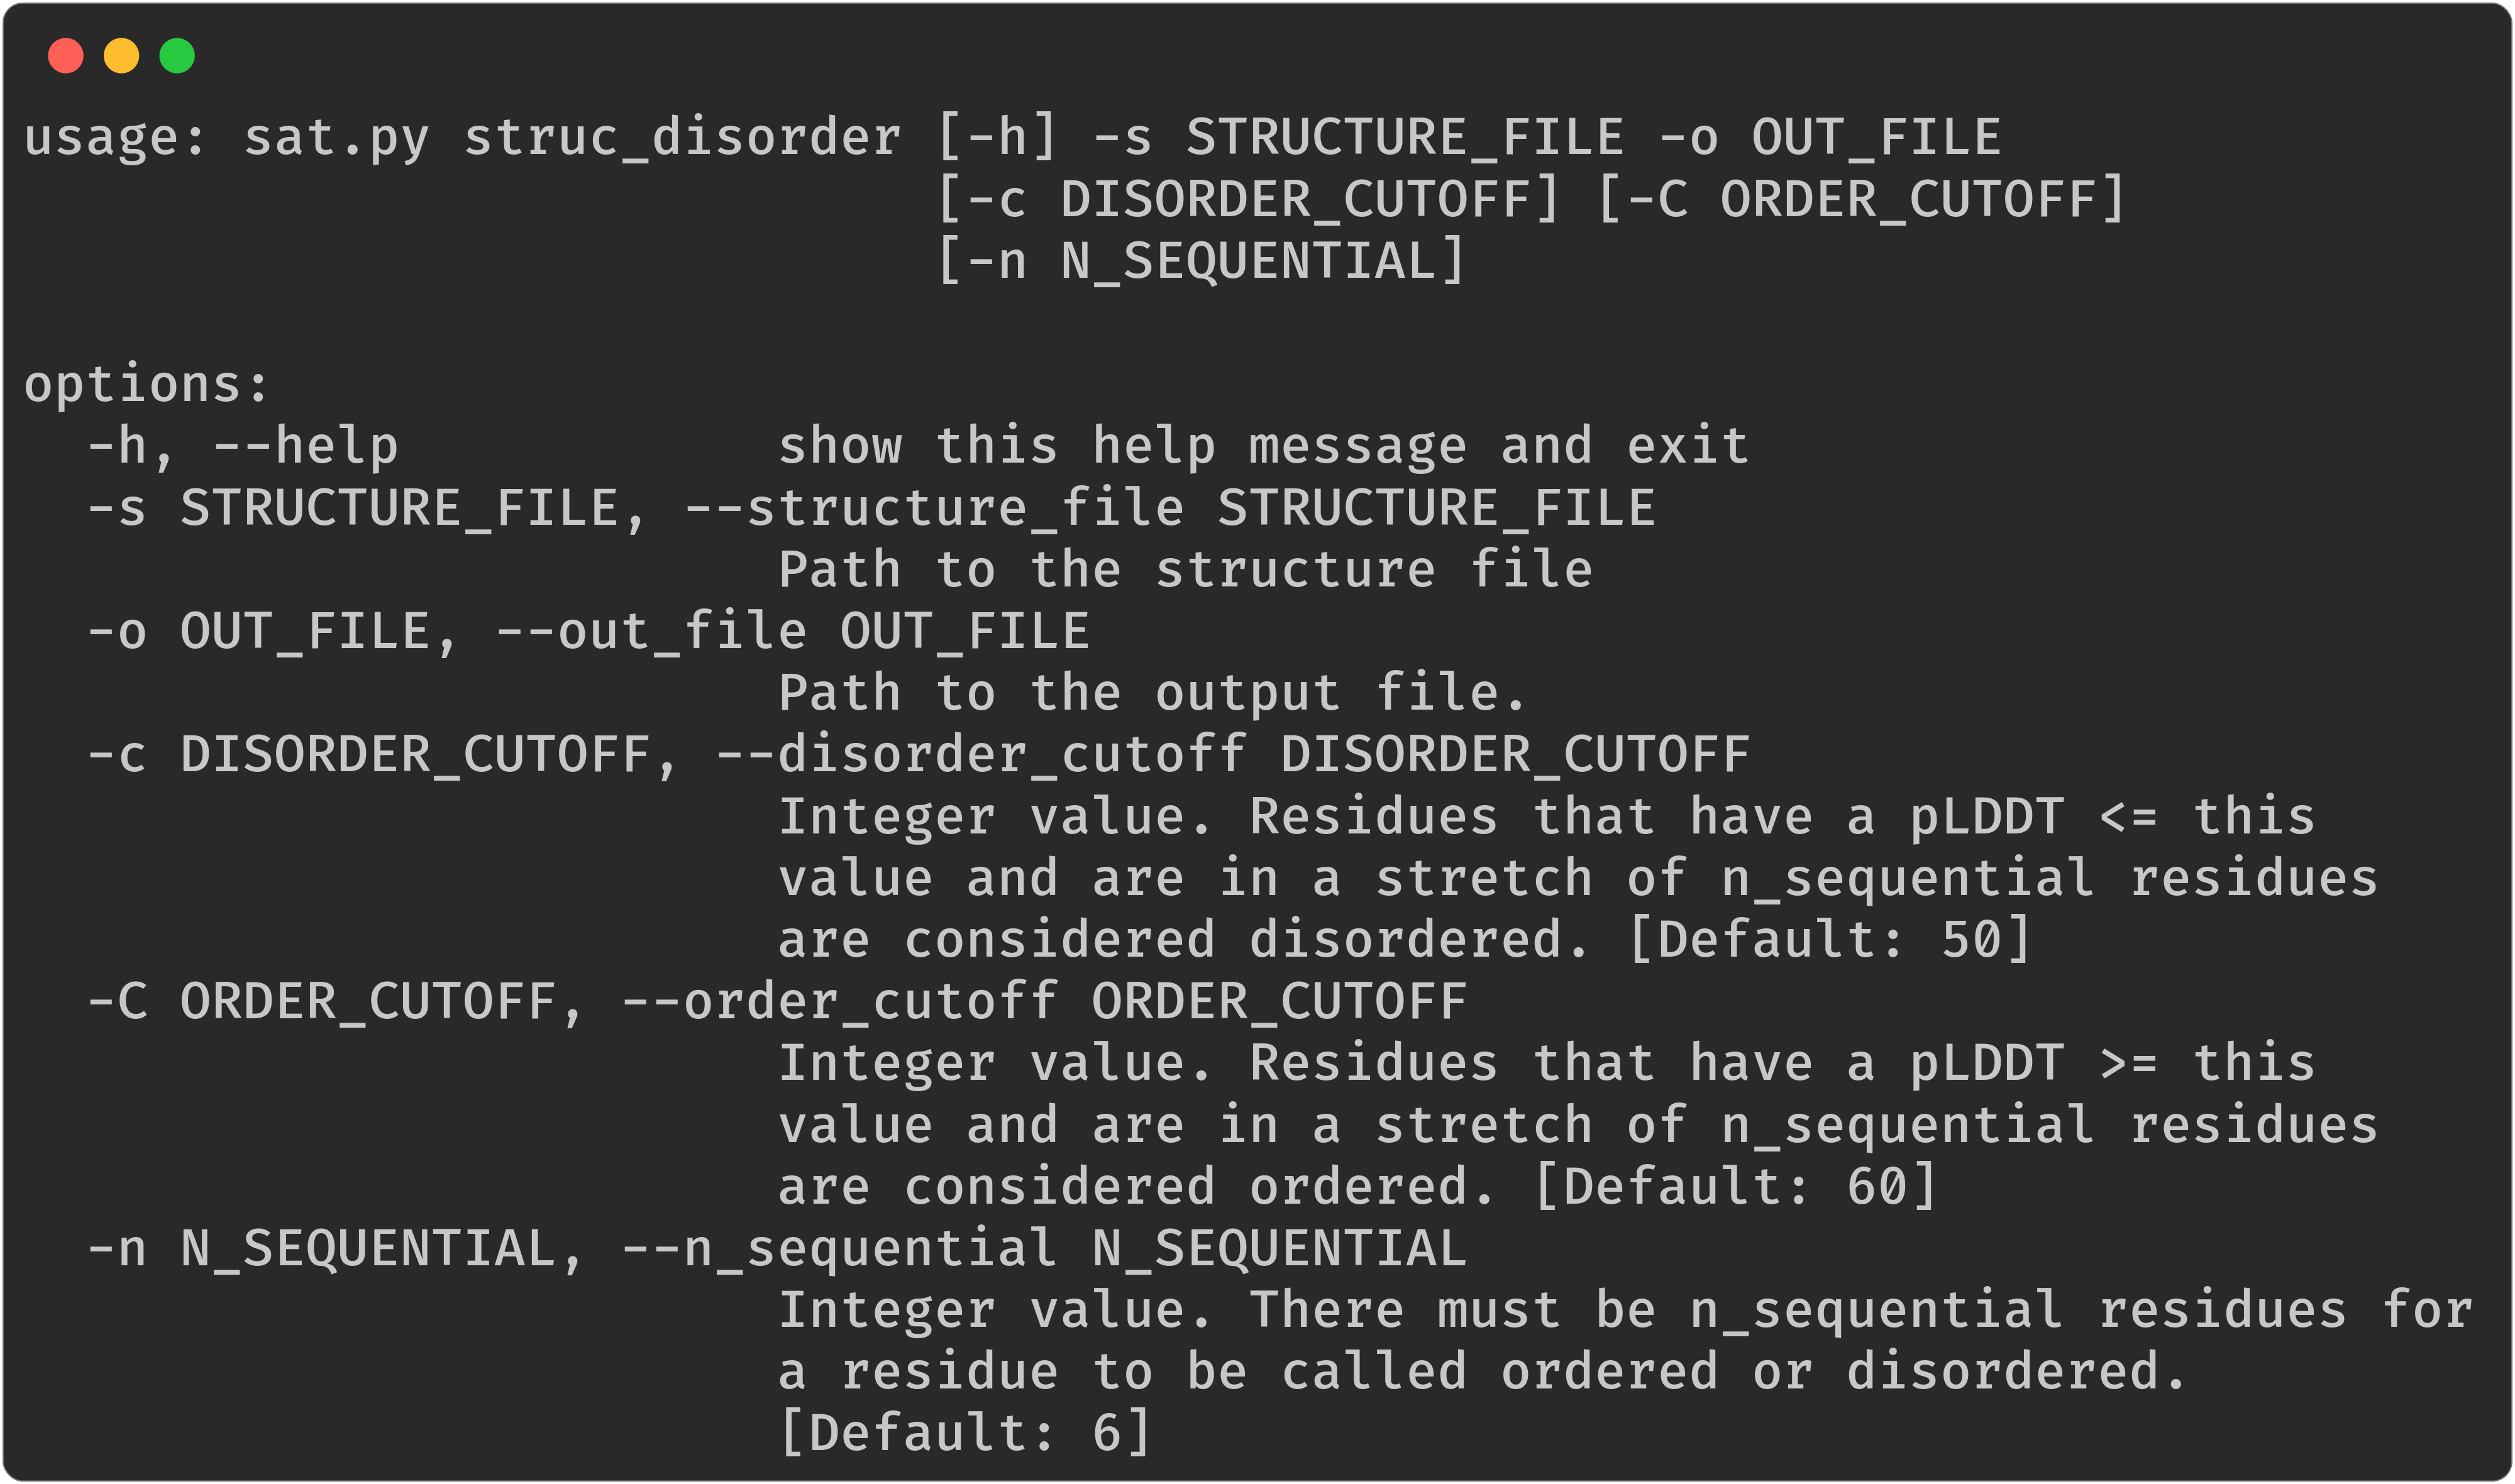 usage: sat.py struc_disorder [-h] -s STRUCTURE_FILE -o OUT_FILE
[-c DISORDER_CUTOFF] [-C ORDER_CUTOFF]
[-n N_SEQUENTIAL]
options:
-h, --help show this help message and exit
-s STRUCTURE_FILE, --structure_file STRUCTURE_FILE
Path to the structure file
-o OUT_FILE, --out_file OUT_FILE
Path to the output file.
-c DISORDER_CUTOFF, --disorder_cutoff DISORDER_CUTOFF
Integer value. Residues that have a pLDDT <= this
value and are in a stretch of n_sequential residues
are considered disordered. [Default: 50]
-C ORDER_CUTOFF, --order_cutoff ORDER_CUTOFF
Integer value. Residues that have a pLDDT >= this
value and are in a stretch of n_sequential residues
are considered ordered. [Default: 60]
-n N_SEQUENTIAL, --n_sequential N_SEQUENTIAL
Integer value. There must be n_sequential residues for
a residue to be called ordered or disordered.
[Default: 6]